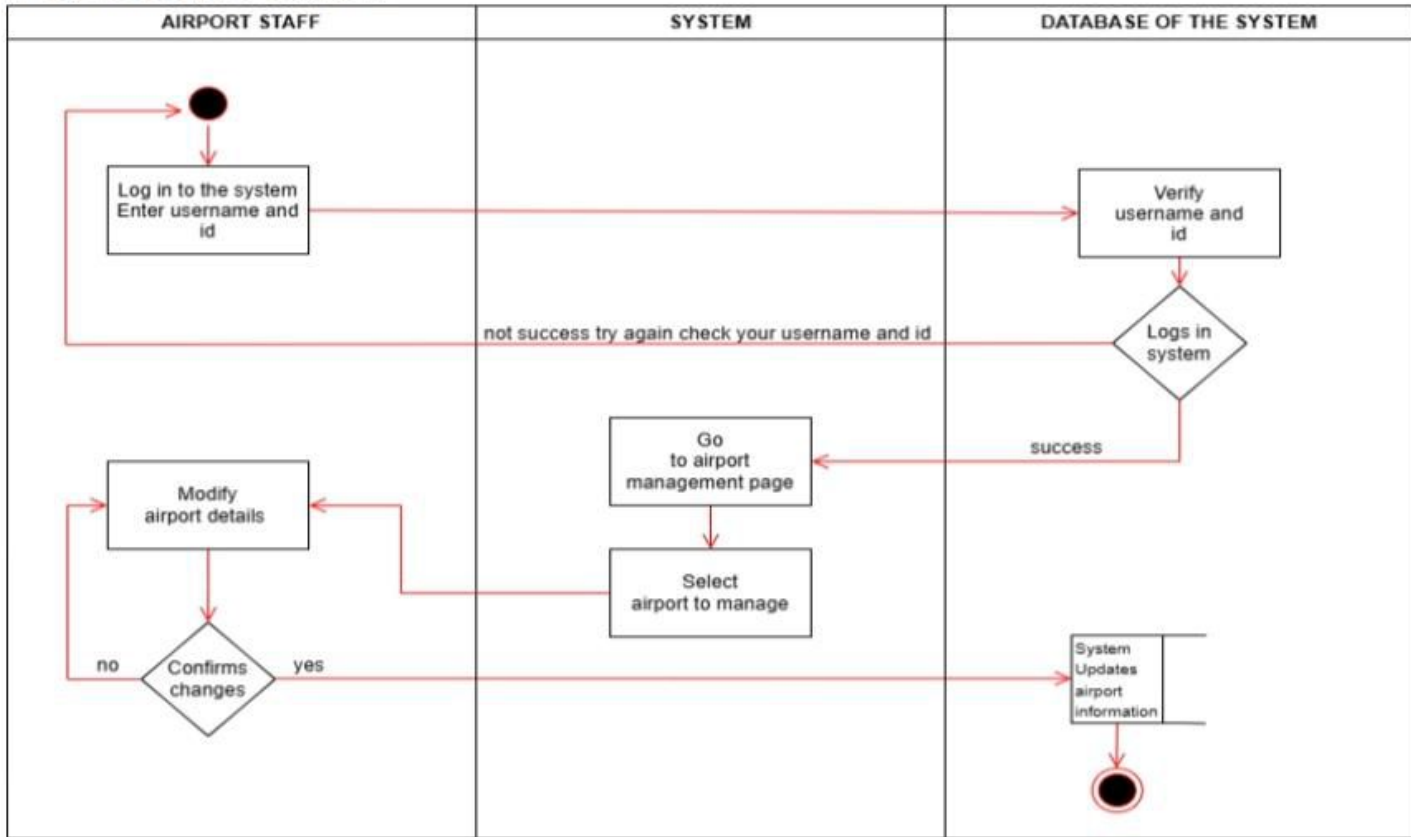 AIRPORT STAFF
SYSTEM
DATABASE OF THE SYSTEM
Log in to the system
Enter username and
id
Verify
username and
id
not success try again check your username and id
Logs in
system
success
Go
to airport
management page
Modify
airport details
Select
airport to manage
no
Confirms
changes
yes
System
Updates
airport
information